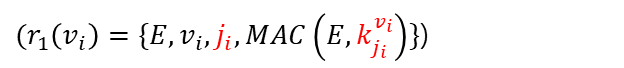 (r₁(vᵢ) = {E, vᵢ, jᵢ, MAC (E, k_{jᵢ}^{vᵢ})})